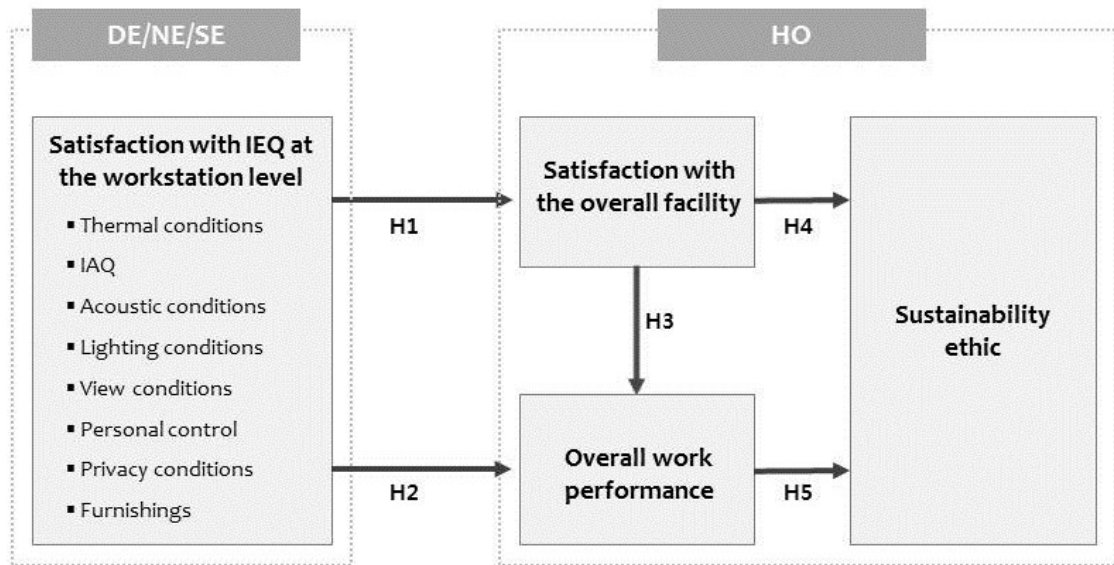 DE/NE/SE
HO
Satisfaction with IEQ at
the workstation level
▪ Thermal conditions
▪ IAQ
▪ Acoustic conditions
▪ Lighting conditions
▪ View conditions
▪ Personal control
▪ Privacy conditions
▪ Furnishings
H1
H2
Satisfaction with
the overall facility
H3
Overall work
performance
H4
H5
Sustainability
ethic